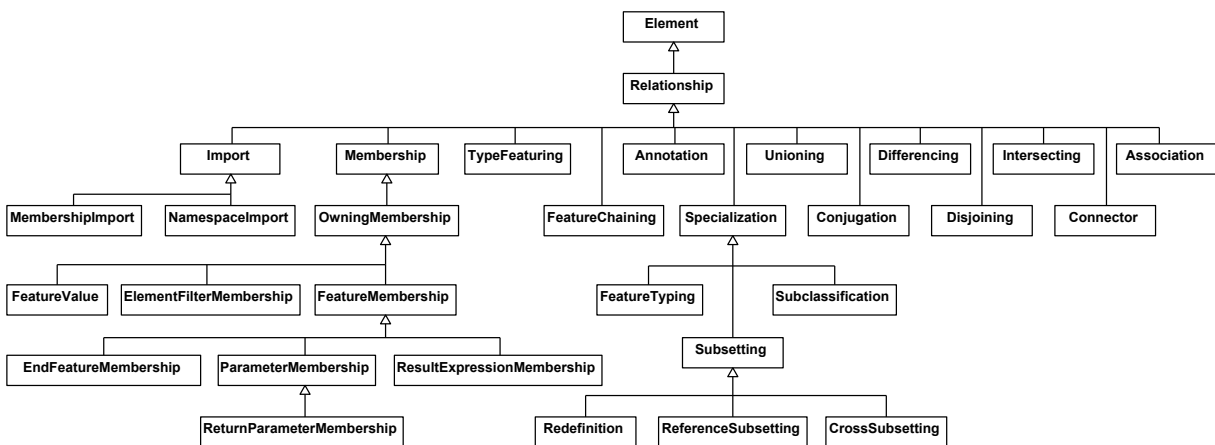 Element
Relationship
Import
Membership
TypeFeaturing
Annotation
Unioning
Differencing
Intersecting
Association
MembershipImport
NamespaceImport
OwningMembership
FeatureChaining
Specialization
Conjugation
Disjoining
Connector
FeatureValue
ElementFilterMembership
FeatureMembership
FeatureTyping
Subclassification
EndFeatureMembership
ParameterMembership
ResultExpressionMembership
Subsetting
ReturnParameterMembership
Redefinition
ReferenceSubsetting
CrossSubsetting